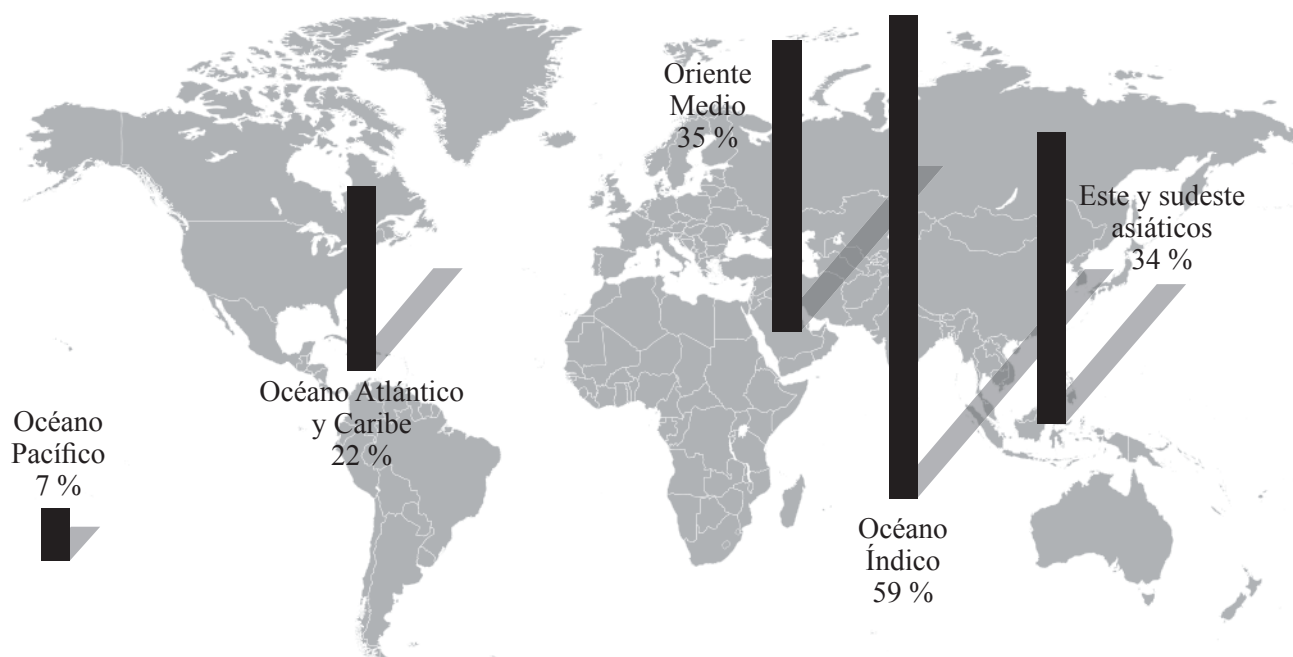 Oriente
Medio
35 %
Este y sudeste
asiáticos
34 %
Océano Atlántico
y Caribe
22 %
Océano
Pacífico
7 %
Océano
Índico
59 %